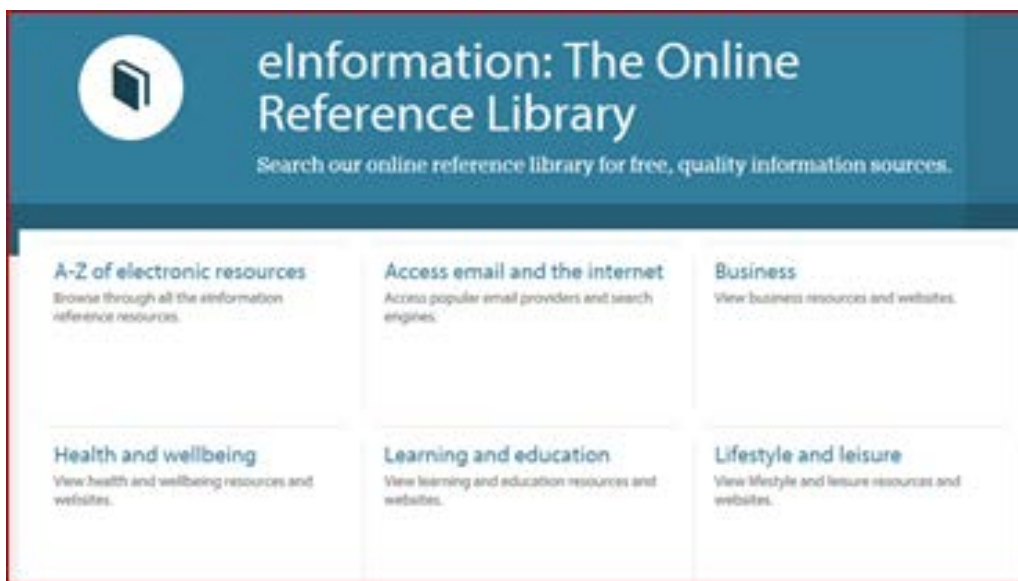 eInformation: The Online
Reference Library
Search our online reference library for free, quality information sources.
A-Z of electronic resources
Browse through all the eInformation
reference resources.
Access email and the internet
Access popular email providers and search
engines.
Business
View business resources and websites.
Health and wellbeing
View health and wellbeing resources and
websites.
Learning and education
View learning and education resources and
websites.
Lifestyle and leisure
View lifestyle and leisure resources and
websites.